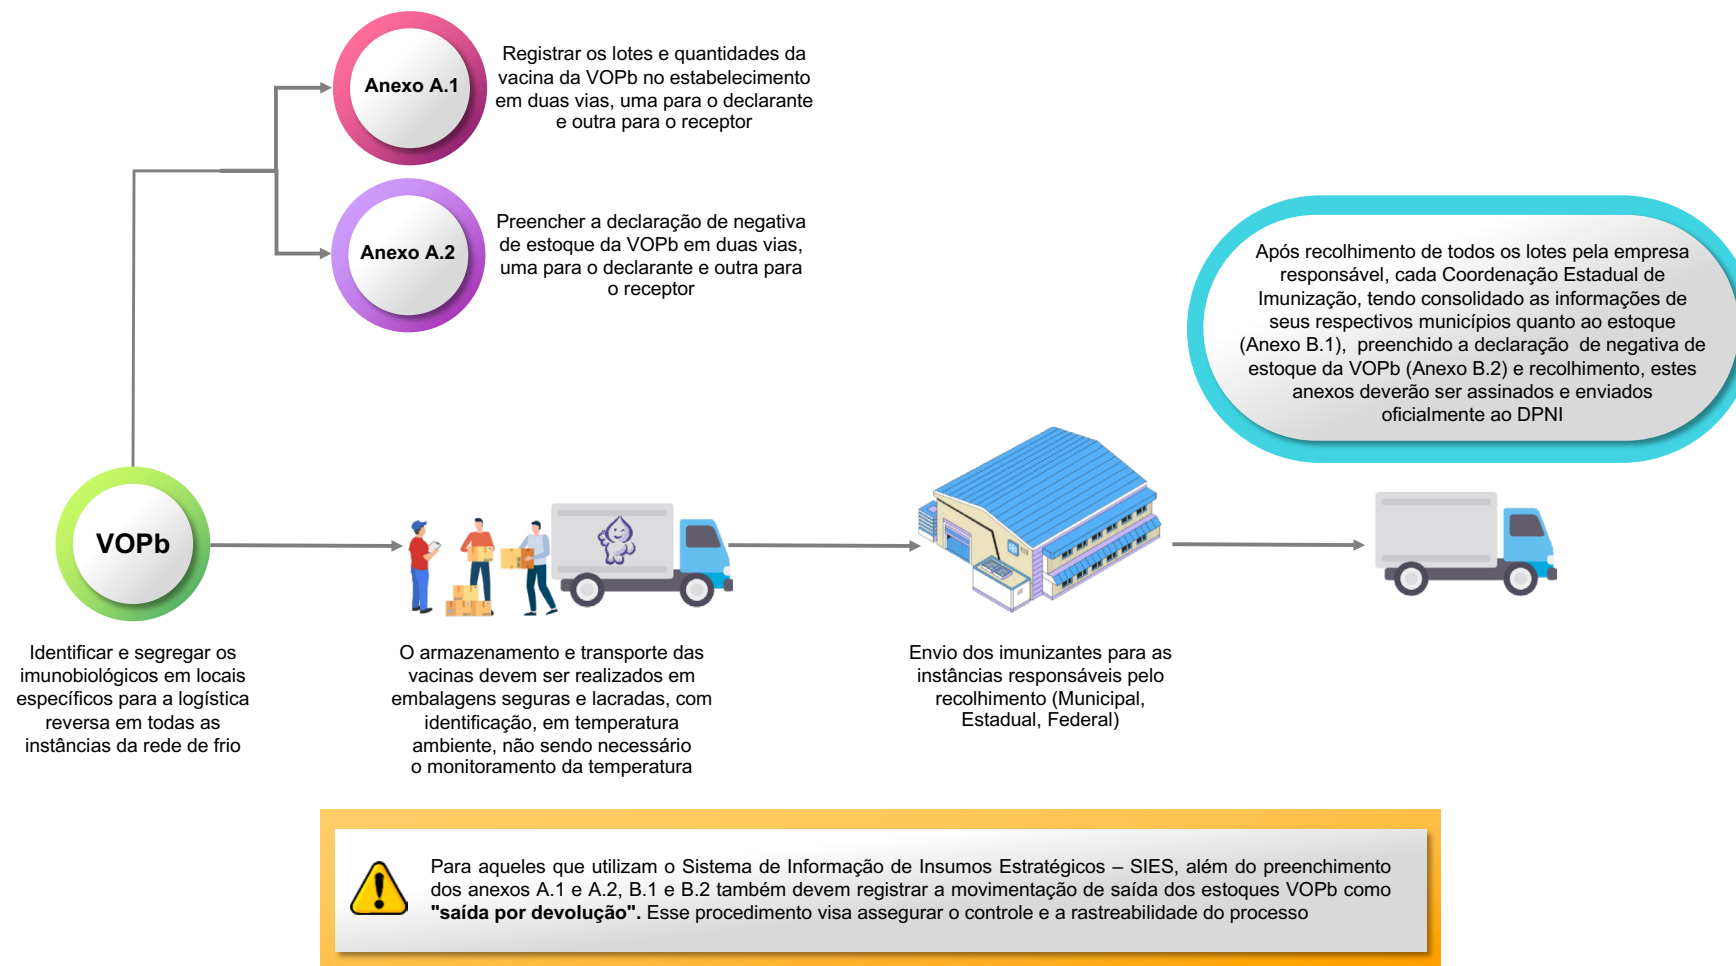 Anexo A.1
Registrar os lotes e quantidades da
vacina da VOPb no estabelecimento
em duas vias, uma para o declarante
e outra para o receptor
Anexo A.2
Preencher a declaração de negativa
de estoque da VOPb em duas vias,
uma para o declarante e outra para
o receptor
Após recolhimento de todos os lotes pela empresa
responsável, cada Coordenação Estadual de
Imunização, tendo consolidado as informações de
seus respectivos municípios quanto ao estoque
(Anexo B.1), preenchido a declaração de negativa de
estoque da VOPb (Anexo B.2) e recolhimento, estes
anexos deverão ser assinados e enviados
oficialmente ao DPNI
VOPb
Identificar e segregar os
imunobiológicos em locais
específicos para a logística
reversa em todas as
instâncias da rede de frio
O armazenamento e transporte das
vacinas devem ser realizados em
embalagens seguras e lacradas, com
identificação, em temperatura
ambiente, não sendo necessário
o monitoramento da temperatura
Envio dos imunizantes para as
instâncias responsáveis pelo
recolhimento (Municipal,
Estadual, Federal)
Para aqueles que utilizam o Sistema de Informação de Insumos Estratégicos – SIES, além do preenchimento
dos anexos A.1 e A.2, B.1 e B.2 também devem registrar a movimentação de saída dos estoques VOPb como
"saída por devolução". Esse procedimento visa assegurar o controle e a rastreabilidade do processo